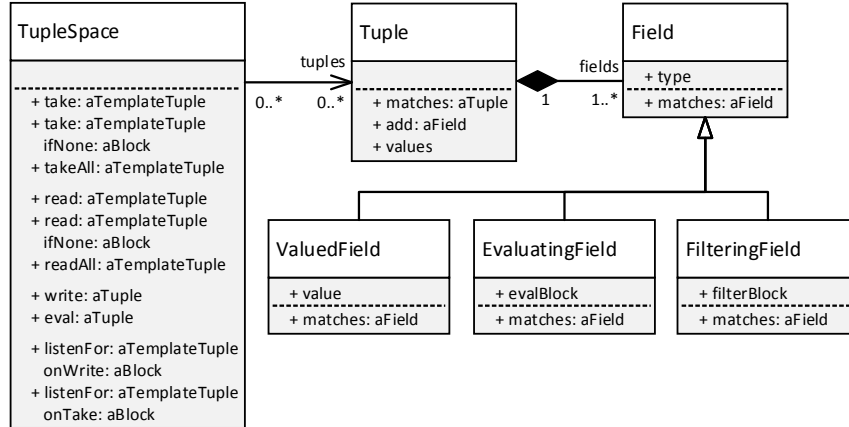 TupleSpace
+ take: aTemplateTuple
+ take: aTemplateTuple
ifNone: aBlock
+ takeAll: aTemplateTuple
+ read: aTemplateTuple
+ read: aTemplateTuple
ifNone: aBlock
+ readAll: aTemplateTuple
+ write: aTuple
+ eval: aTuple
+ listenFor: aTemplateTuple
onWrite: aBlock
+ listenFor: aTemplateTuple
onTake: aBlock
tuples
0..*
0..*
Tuple
+ matches: aTuple
+ add: aField
+ values
fields
1
1..*
Field
+ type
+ matches: aField
ValuedField
+ value
+ matches: aField
EvaluatingField
+ evalBlock
+ matches: aField
FilteringField
+ filterBlock
+ matches: aField